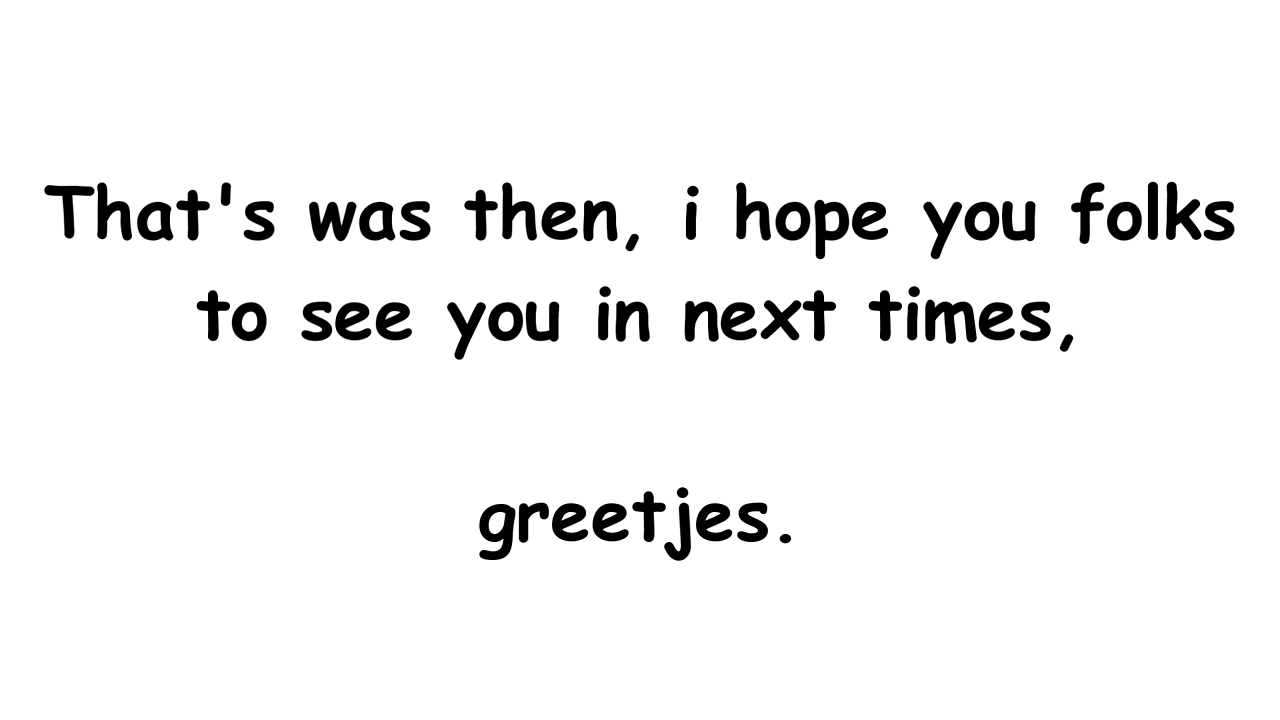 That's was then, i hope you folks
to see you in next times,
greetjes.